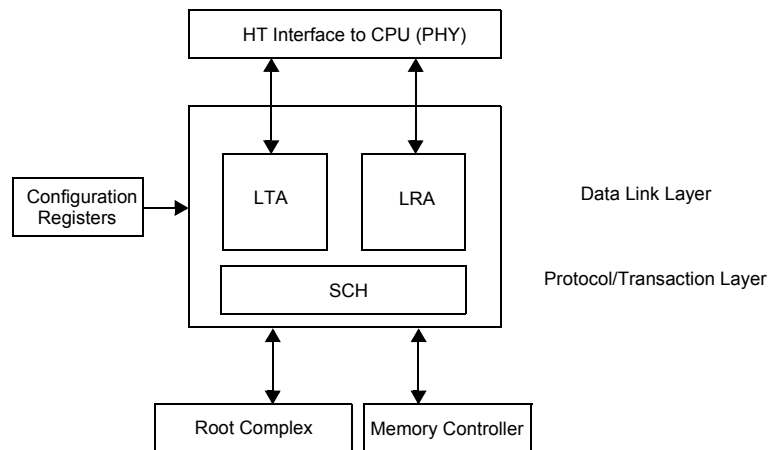 HT Interface to CPU (PHY)
LTA
LRA
Data Link Layer
Configuration
Registers
Protocol/Transaction Layer
SCH
Root Complex
Memory Controller